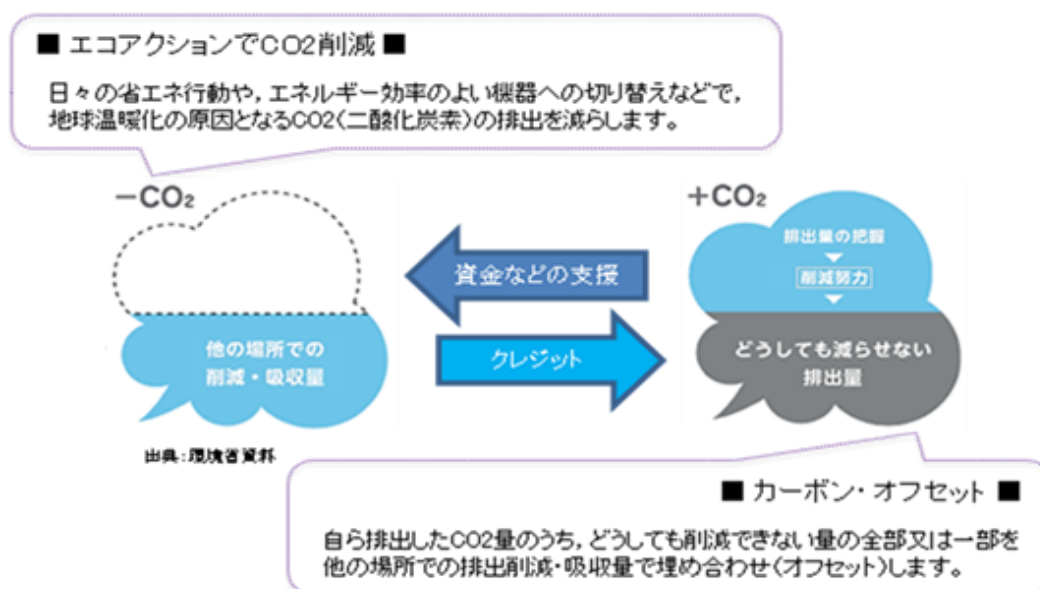 ■ エコアクションでCO2削減 ■
日々の省エネ行動や，エネルギー効率のよい機器への切り替えなどで，
地球温暖化の原因となるCO2（二酸化炭素）の排出を減らします。
－CO₂
＋CO₂
排出量の把握
削減努力
資金などの支援
他の場所での
削減・吸収量
クレジット
どうしても減らせない
排出量
出典：環境省資料
■ カーボン・オフセット ■
自ら排出したCO2量のうち，どうしても削減できない量の全部又は一部を
他の場所での排出削減・吸収量で埋め合わせ（オフセット）します。